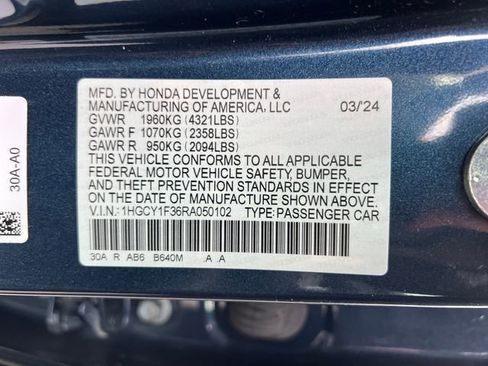 MFD. BY HONDA DEVELOPMENT &
MANUFACTURING OF AMERICA, LLC 03/24
GVWR 1960KG (4321LBS)
GAWR F 1070KG (2358LBS)
GAWR R 950KG (2094LBS)
THIS VEHICLE CONFORMS TO ALL APPLICABLE
FEDERAL MOTOR VEHICLE SAFETY, BUMPER,
AND THEFT PREVENTION STANDARDS IN EFFECT
ON THE DATE OF MANUFACTURE SHOWN ABOVE.
V.I.N.: 1HGCY1F36RA050102 TYPE: PASSENGER CAR
30A R AB6 B640M .A .A
30A-A0